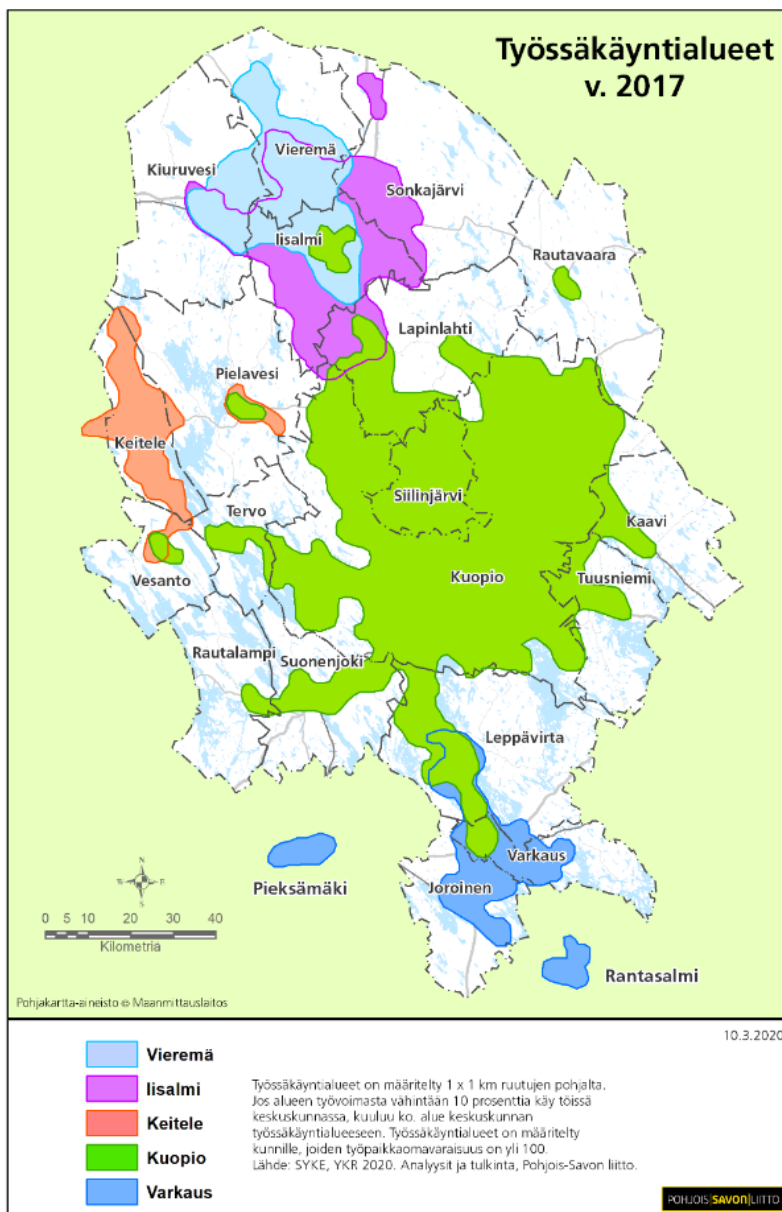 Työssäkäyntialueet
v. 2017
Vieremä
Kiuruvesi
Sonkajärvi
Iisalmi
Rautavaara
Lapinlahti
Pielavesi
Keitele
Siilinjärvi
Tervo
Kaavi
Kuopio
Tuusniemi
Vesanto
Rautalampi
Suonenjoki
Leppävirta
Varkaus
Pieksämäki
Joroinen
Rantasalmi
N
W
E
S
0 5 10 20 30 40
Kilometriä
Pohjakartta-aineisto © Maanmittauslaitos
10.3.2020
Vieremä
Iisalmi
Keitele
Kuopio
Varkaus
Työssäkäyntialueet on määritelty 1 x 1 km ruutujen pohjalta.
Jos alueen työvoimasta vähintään 10 prosenttia käy töissä
keskuskunnassa, kuuluu ko. alue keskuskunnan
työssäkäyntialueeseen. Työssäkäyntialueet on määritelty
kunnille, joiden työpaikkaomavaraisuus on yli 100.
Lähde: SYKE, YKR 2020. Analyysit ja tulkinta, Pohjois-Savon liitto.
POHJOIS|SAVON|LIITTO